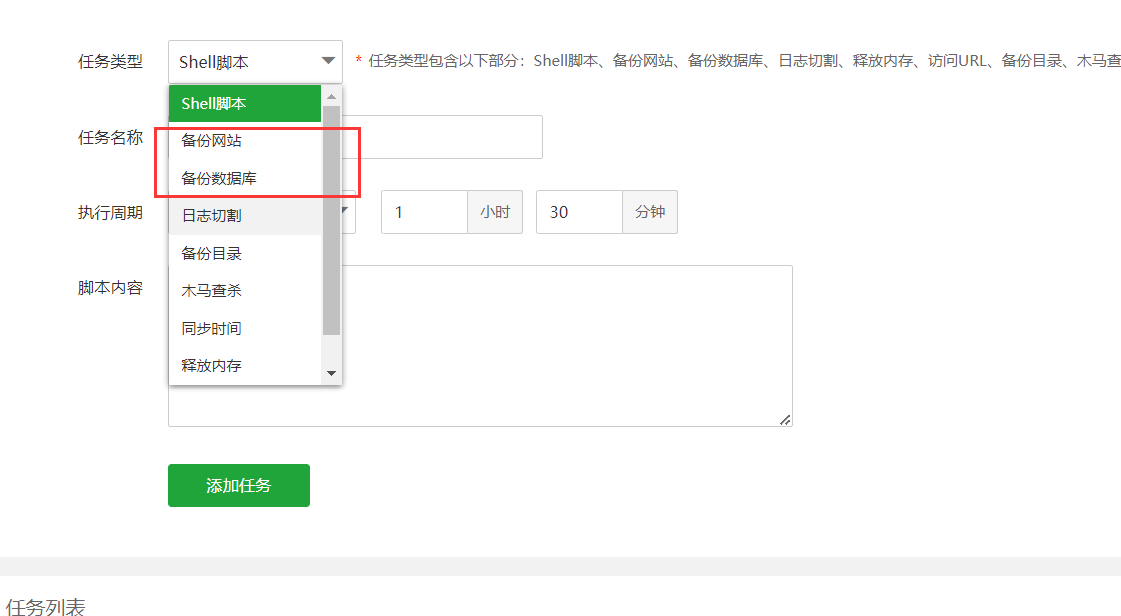 任务类型 Shell脚本 * 任务类型包含以下部分：Shell脚本、备份网站、备份数据库、日志切割、释放内存、访问URL、备份目录、木马查
Shell脚本
任务名称
备份网站
备份数据库
执行周期 1 小时 30 分钟
日志切割
备份目录
脚本内容
木马查杀
同步时间
释放内存
添加任务
任务列表